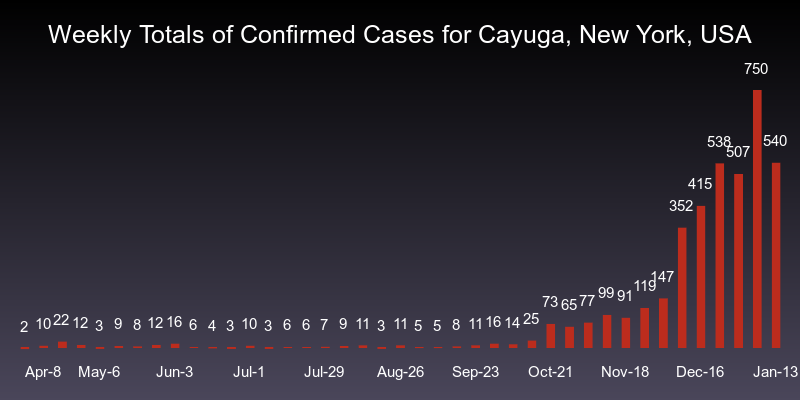 Weekly Totals of Confirmed Cases for Cayuga, New York, USA
2 10 22 12 3 9 8 12 16 6 4 3 10 3 6 6 7 9 11 3 11 5 5 8 11 16 14 25 73 65 77 99 91 119 147 352 415 538 507 750 540
Apr-8 May-6 Jun-3 Jul-1 Jul-29 Aug-26 Sep-23 Oct-21 Nov-18 Dec-16 Jan-13